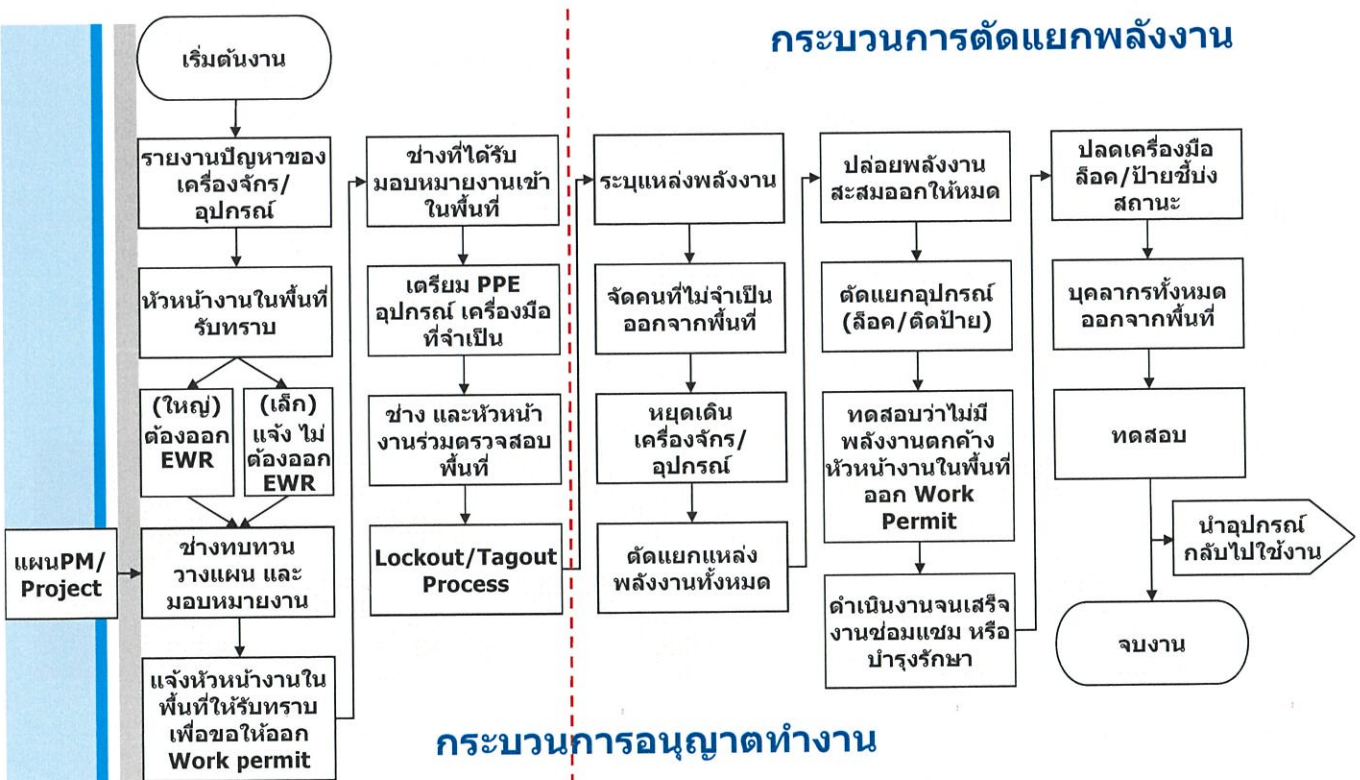 กระบวนการตัดแยกพลังงาน
เริ่มต้นงาน
รายงานปัญหาของ
เครื่องจักร/
อุปกรณ์
หัวหน้างานในพื้นที่
รับทราบ
(ใหญ่)
ต้องออก
EWR
(เล็ก)
แจ้ง ไม่
ต้องออก
EWR
แผนPM/
Project
ช่างทบทวน
วางแผน และ
มอบหมายงาน
แจ้งหัวหน้างานใน
พื้นที่ให้รับทราบ
เพื่อขอให้ออก
Work permit
ช่างที่ได้รับ
มอบหมายงานเข้า
ในพื้นที่
เตรียม PPE
อุปกรณ์ เครื่องมือ
ที่จำเป็น
ช่าง และหัวหน้า
งานร่วมตรวจสอบ
พื้นที่
Lockout/Tagout
Process
ระบุแหล่งพลังงาน
จัดคนที่ไม่จำเป็น
ออกจากพื้นที่
หยุดเดิน
เครื่องจักร/
อุปกรณ์
ตัดแยกแหล่ง
พลังงานทั้งหมด
ปล่อยพลังงาน
สะสมออกให้หมด
ตัดแยกอุปกรณ์
(ล็อค/ติดป้าย)
ทดสอบว่าไม่มี
พลังงานตกค้าง
หัวหน้างานในพื้นที่
ออก Work
Permit
ดำเนินงานจนเสร็จ
งานซ่อมแซม หรือ
บำรุงรักษา
ปลดเครื่องมือ
ล็อค/ป้ายชี้บ่ง
สถานะ
บุคลากรทั้งหมด
ออกจากพื้นที่
ทดสอบ
นำอุปกรณ์
กลับไปใช้งาน
จบงาน
กระบวนการอนุญาตทำงาน